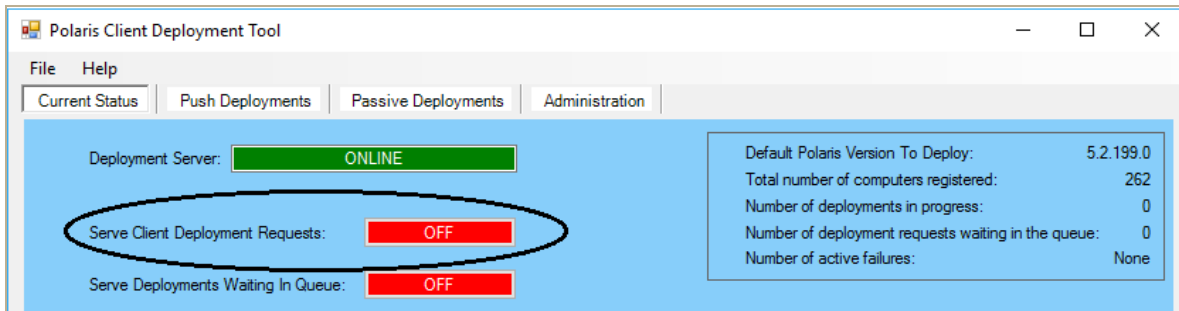 Polaris Client Deployment Tool
File Help
Current Status Push Deployments Passive Deployments Administration
Deployment Server: ONLINE
Serve Client Deployment Requests: OFF
Serve Deployments Waiting In Queue: OFF
Default Polaris Version To Deploy: 5.2.199.0
Total number of computers registered: 262
Number of deployments in progress: 0
Number of deployment requests waiting in the queue: 0
Number of active failures: None